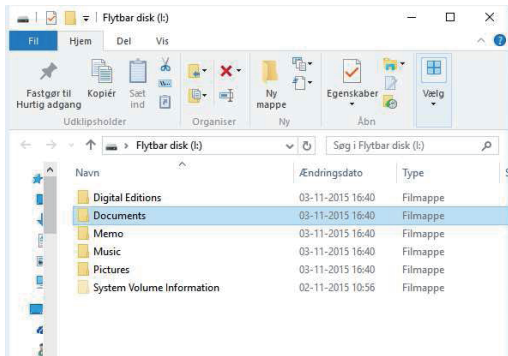 Flytbar disk (I:)
Fil Hjem Del Vis
Fastgør til Hurtig adgang
Kopiér
Sæt ind
Ny mappe
Egenskaber
Vælg
Udklipsholder Organiser Ny Åbn
Flytbar disk (I:) Søg i Flytbar disk (I:)
Navn Ændringsdato Type
Digital Editions 03-11-2015 16:40 Filmappe
Documents 03-11-2015 16:40 Filmappe
Memo 03-11-2015 16:40 Filmappe
Music 03-11-2015 16:40 Filmappe
Pictures 03-11-2015 16:40 Filmappe
System Volume Information 02-11-2015 10:56 Filmappe